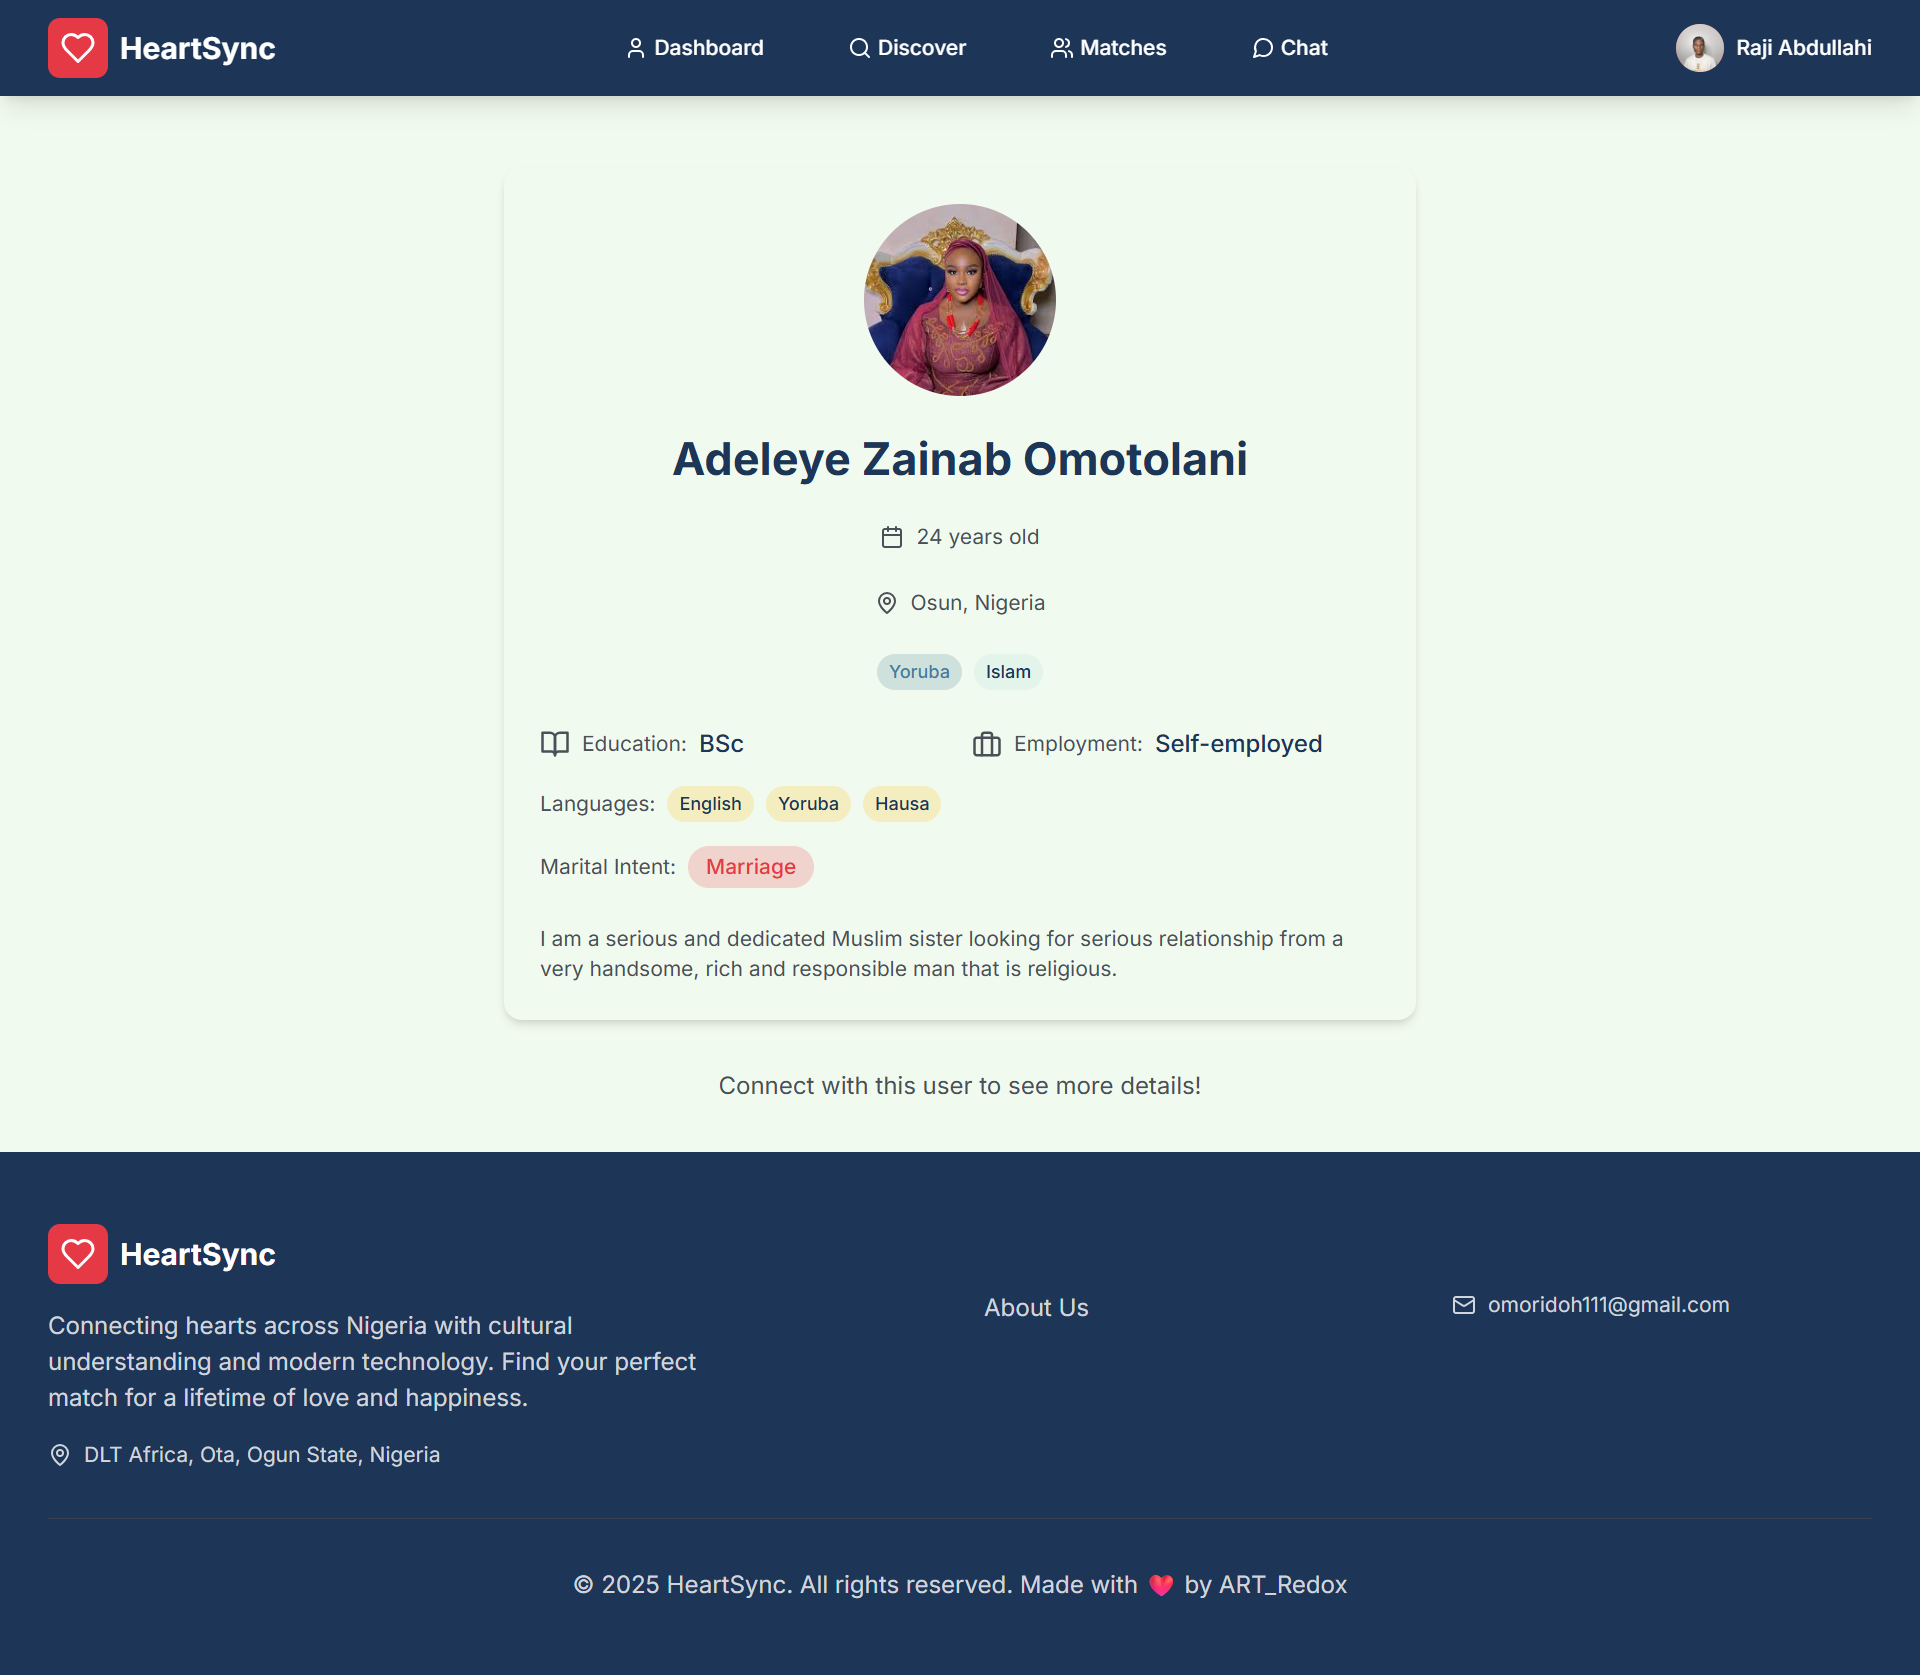 HeartSync
Dashboard
Discover
Matches
Chat
Raji Abdullahi
Adeleye Zainab Omotolani
24 years old
Osun, Nigeria
Yoruba
Islam
Education: BSc
Employment: Self-employed
Languages: English Yoruba Hausa
Marital Intent: Marriage
I am a serious and dedicated Muslim sister looking for serious relationship from a
very handsome, rich and responsible man that is religious.
Connect with this user to see more details!
HeartSync
Connecting hearts across Nigeria with cultural
understanding and modern technology. Find your perfect
match for a lifetime of love and happiness.
DLT Africa, Ota, Ogun State, Nigeria
About Us
omoridoh111@gmail.com
© 2025 HeartSync. All rights reserved. Made with ❤️ by ART_Redox